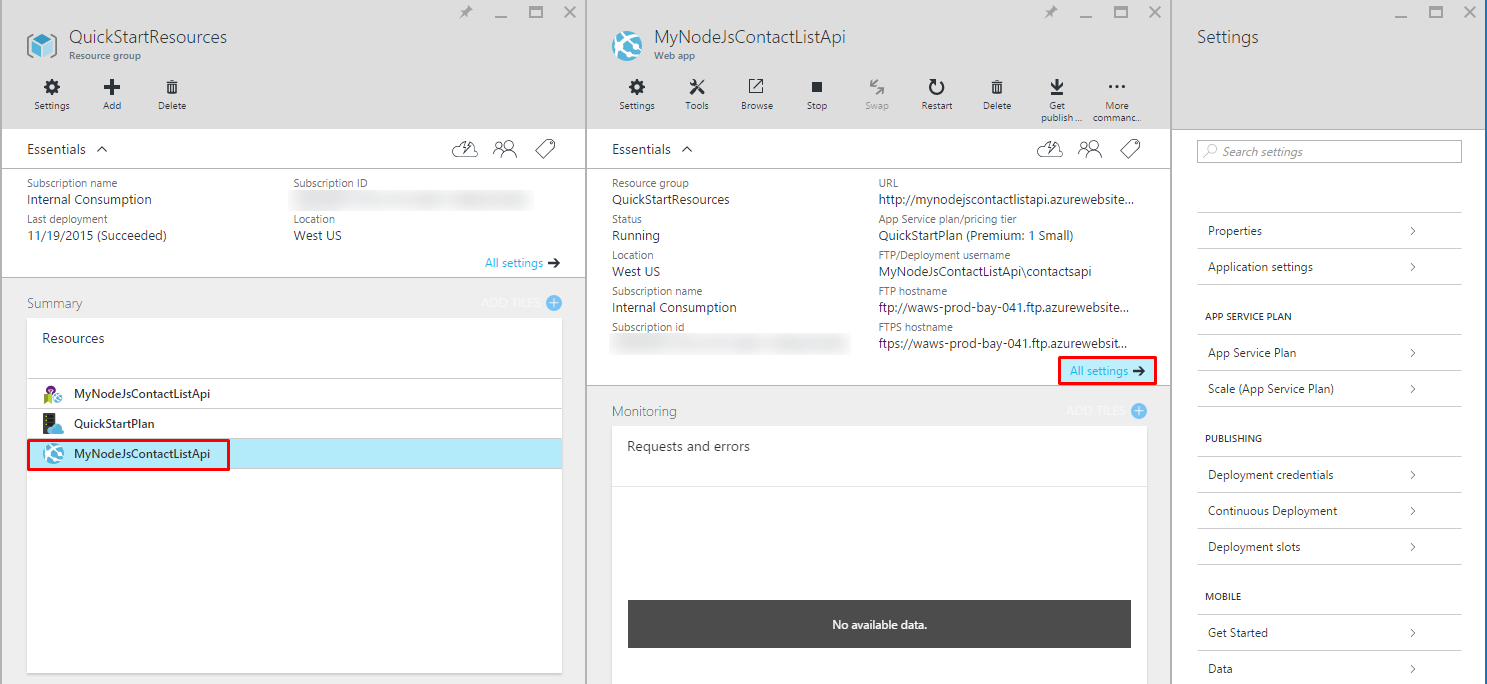 QuickStartResources
Resource group
Settings
Add
Delete
Essentials
Subscription name
Internal Consumption
Subscription ID
Last deployment
11/19/2015 (Succeeded)
Location
West US
All settings
Summary
ADD TILES
Resources
MyNodeJsContactListApi
QuickStartPlan
MyNodeJsContactListApi
MyNodeJsContactListApi
Web app
Settings
Tools
Browse
Stop
Swap
Restart
Delete
Get
publish ...
More
commanc...
Essentials
Resource group
QuickStartResources
URL
http://mynodejscontactlistapi.azurewebsite...
Status
Running
App Service plan/pricing tier
QuickStartPlan (Premium: 1 Small)
Location
West US
FTP/Deployment username
MyNodeJsContactListApi\contactsapi
Subscription name
Internal Consumption
FTP hostname
ftp://waws-prod-bay-041.ftp.azurewebsite...
Subscription id
FTPS hostname
ftps://waws-prod-bay-041.ftp.azurewebsit...
All settings
Monitoring
ADD TILES
Requests and errors
No available data.
Settings
Search settings
Properties
Application settings
APP SERVICE PLAN
App Service Plan
Scale (App Service Plan)
PUBLISHING
Deployment credentials
Continuous Deployment
Deployment slots
MOBILE
Get Started
Data